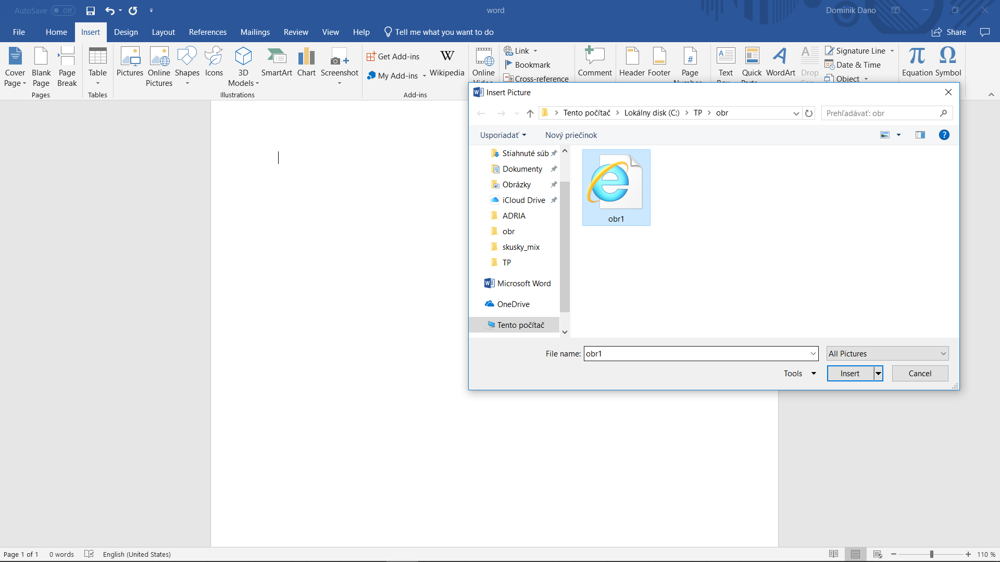 AutoSave Off
word
Dominik Dano
File Home Insert Design Layout References Mailings Review View Help Tell me what you want to do Share
Cover Page
Blank Page
Page Break
Pages
Table
Tables
Pictures
Online Pictures
Shapes
Icons
3D Models
SmartArt
Chart
Screenshot
Illustrations
Get Add-ins
My Add-ins
Wikipedia
Add-ins
Online
Link
Bookmark
Cross-reference
Comment
Header
Footer
Page
Text
Quick
WordArt
Drop
Signature Line
Date & Time
Object
Equation
Symbol
Insert Picture
Tento počítač
Lokálny disk (C:)
TP
obr
Prehľadávať: obr
Usporiadať
Nový priečinok
Stiahnuté súb
Dokumenty
Obrázky
iCloud Drive
ADRIA
obr
skusky_mix
TP
Microsoft Word
OneDrive
Tento počítač
obr1
File name: obr1
All Pictures
Tools
Insert
Cancel
Page 1 of 1
0 words
English (United States)
110 %